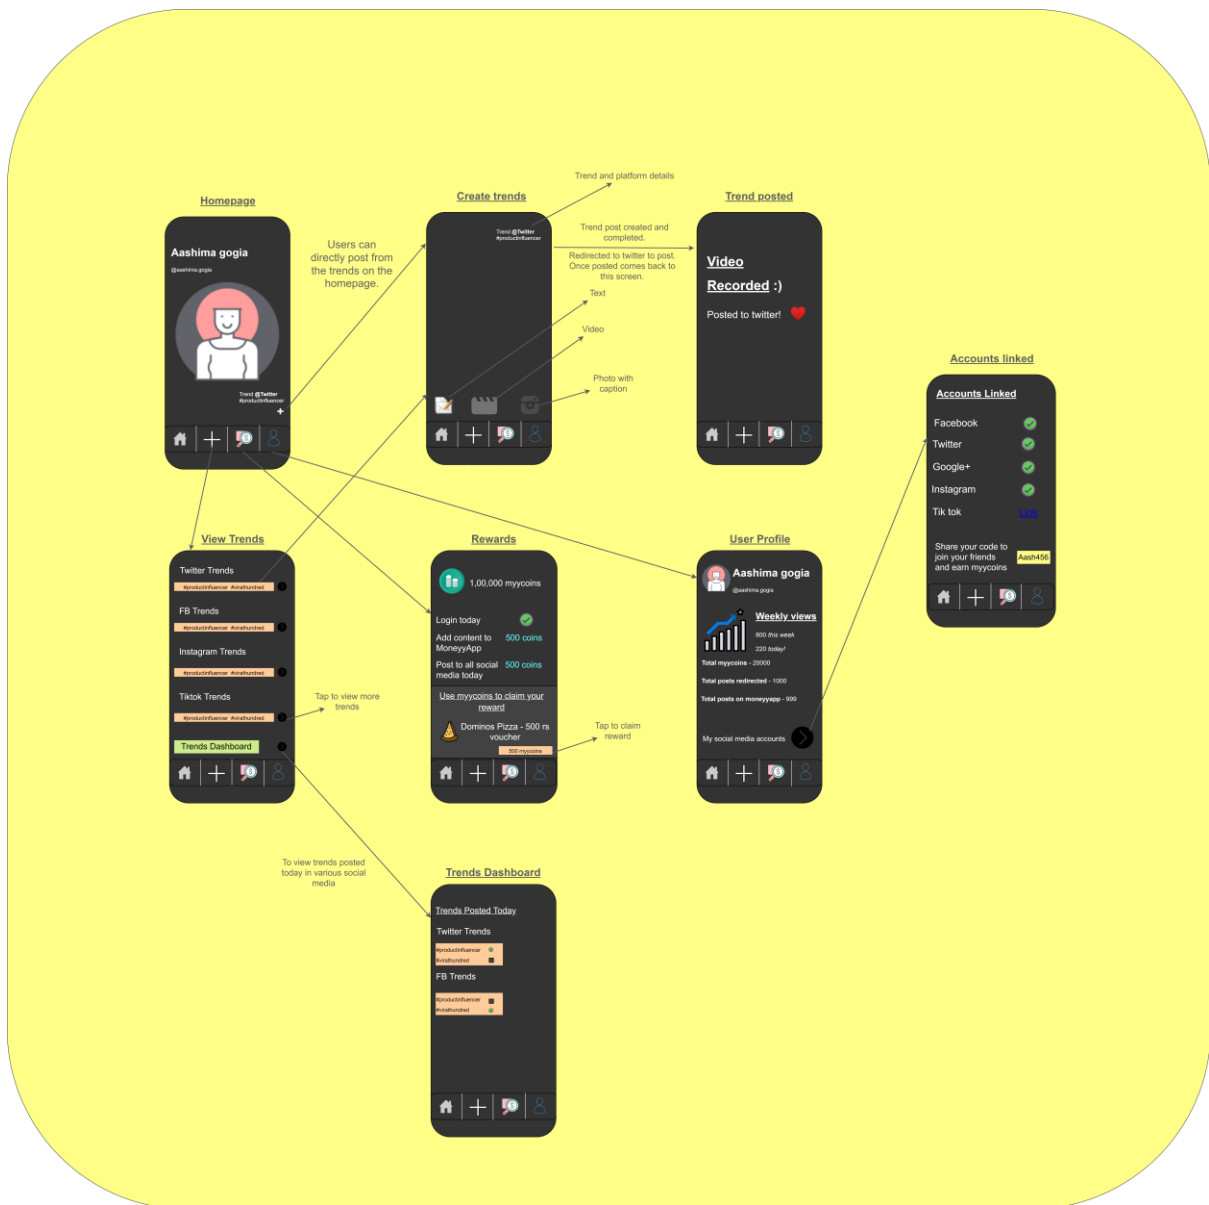 Homepage
Aashima gogia
@aashima.gogia
Trend @Twitter
#productinfluencer
+
Users can
directly post from
the trends on the
homepage.
Create trends
Trend @Twitter
#productinfluencer
Trend and platform details
Trend post created and
completed.
Redirected to twitter to post.
Once posted comes back to
this screen.
Text
Video
Photo with
caption
Trend posted
Video
Recorded :)
Posted to twitter!
Accounts linked
Accounts Linked
Facebook
Twitter
Google+
Instagram
Tik tok Link
Share your code to
join your friends
and earn myycoins
Aash456
View Trends
Twitter Trends
#productinfluencer #virathundred
FB Trends
#productinfluencer #virathundred
Instagram Trends
#productinfluencer #virathundred
Tiktok Trends
#productinfluencer #virathundred
Trends Dashboard
Tap to view more
trends
Rewards
1,00,000 myycoins
Login today
Add content to 500 coins
MoneyyApp
Post to all social 500 coins
media today
Use myycoins to claim your
reward
Dominos Pizza - 500 rs
voucher
500 myycoins
Tap to claim
reward
User Profile
Aashima gogia
@aashima.gogia
Weekly views
800 this week
220 today!
Total myycoins - 20000
Total posts redirected - 1000
Total posts on moneyyapp - 999
My social media accounts
To view trends posted
today in various social
media
Trends Dashboard
Trends Posted Today
Twitter Trends
#productinfluencer
#virathundred
FB Trends
#productinfluencer
#virathundred